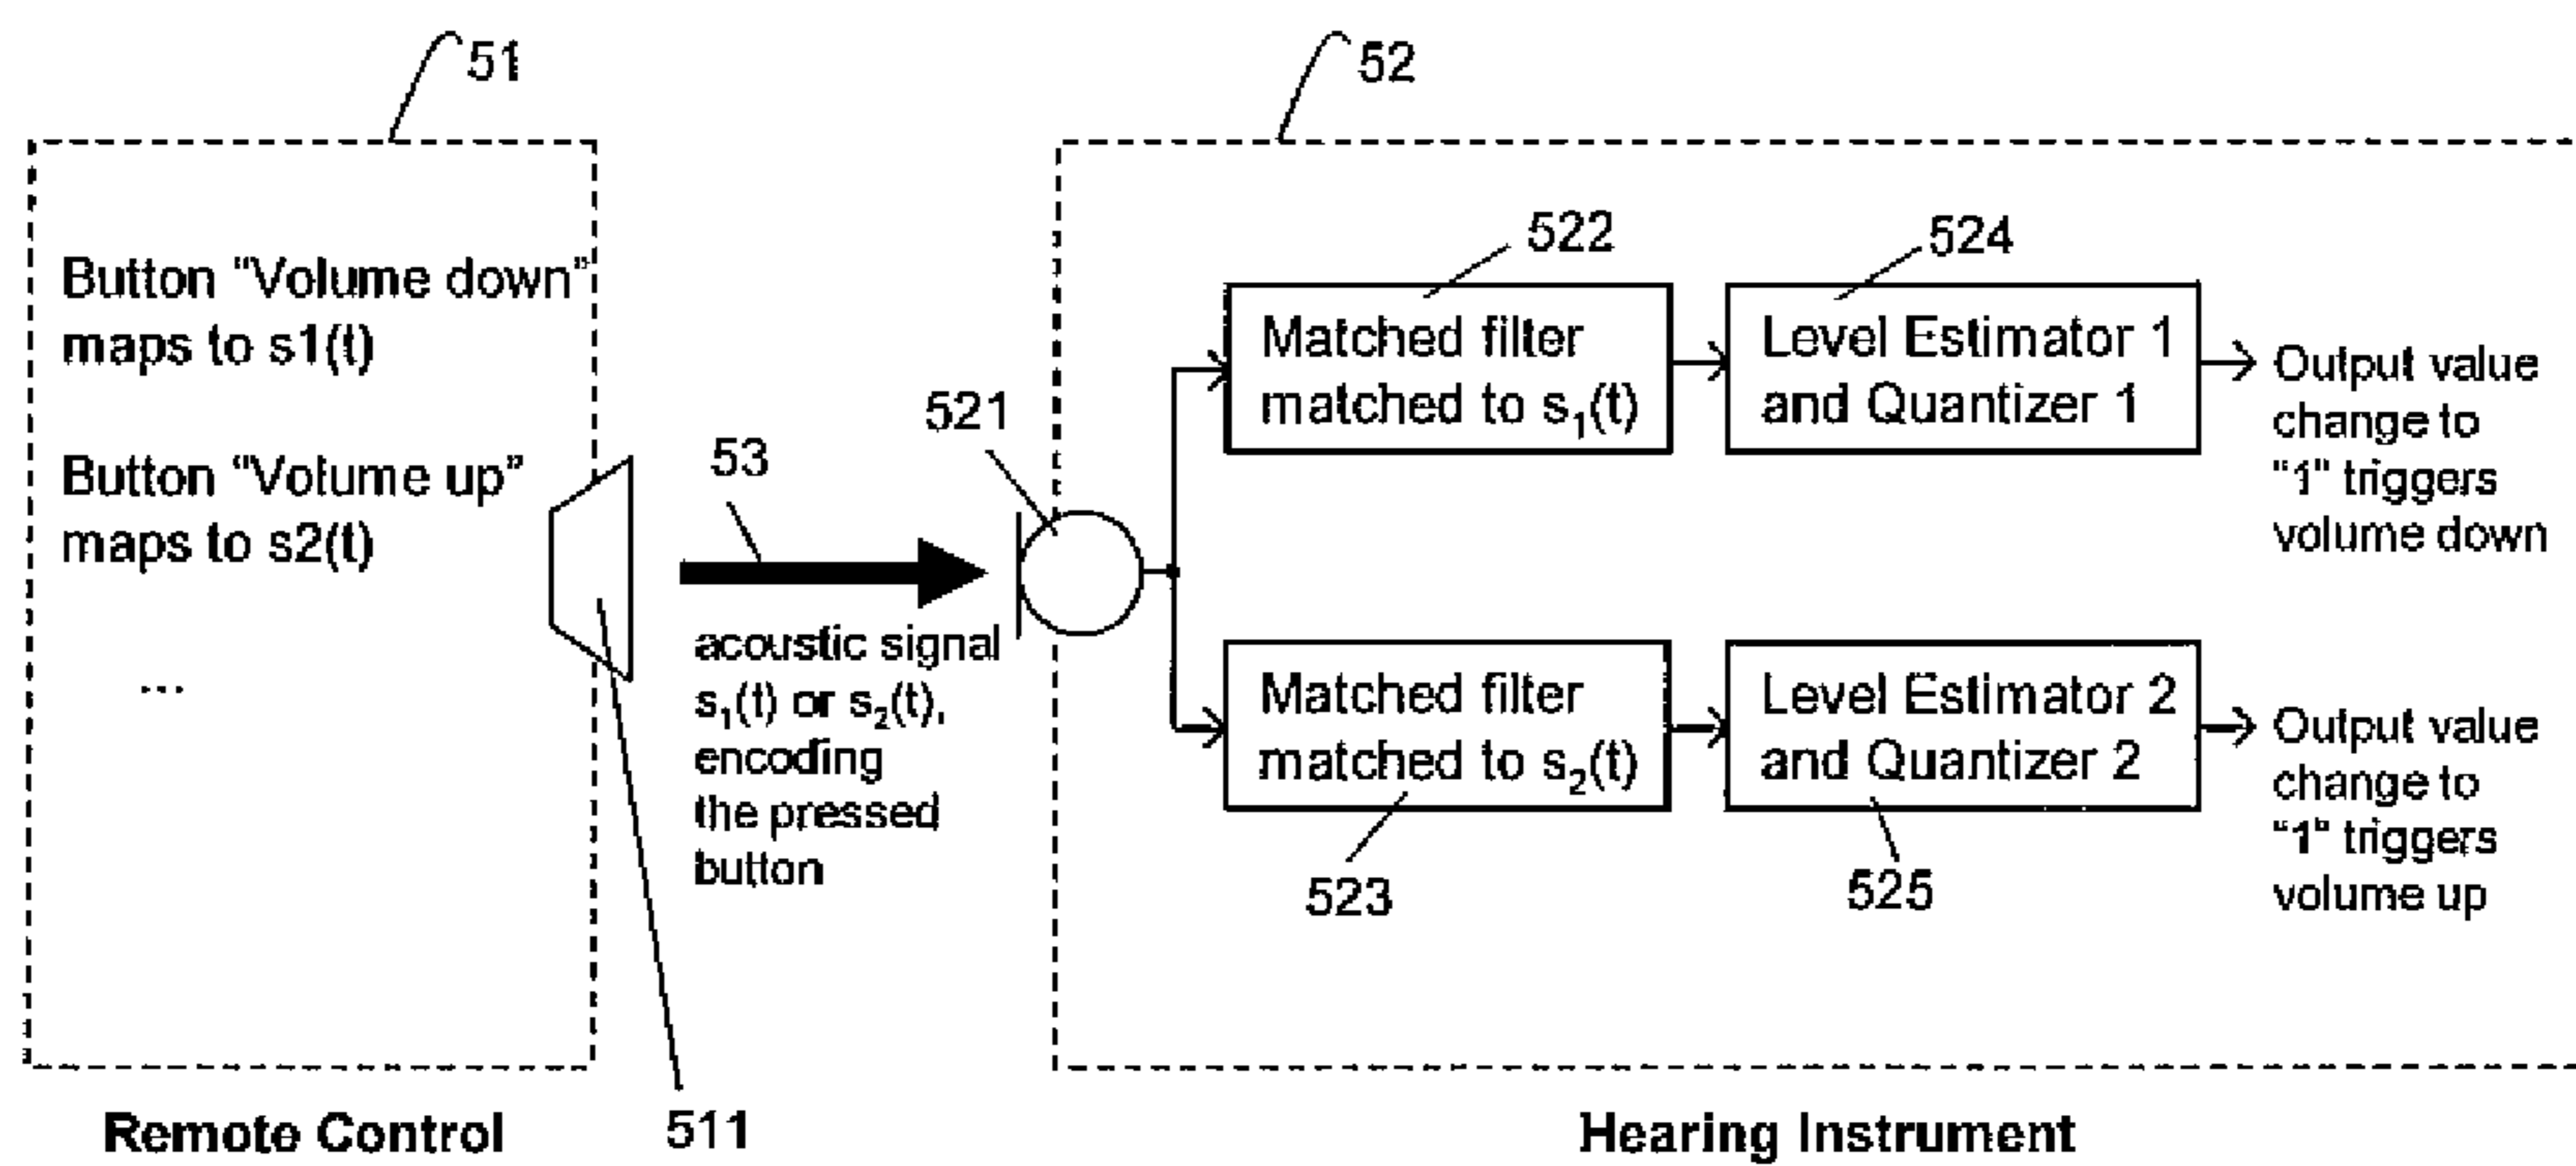 51
52
Button “Volume down”
maps to s1(t)
Button “Volume up”
maps to s2(t)
...
511
53
acoustic signal
s₁(t) or s₂(t),
encoding
the pressed
button
521
522
Matched filter
matched to s₁(t)
524
Level Estimator 1
and Quantizer 1
Output value
change to
“1” triggers
volume down
Matched filter
matched to s₂(t)
523
Level Estimator 2
and Quantizer 2
525
Output value
change to
“1” triggers
volume up
Remote Control
Hearing Instrument